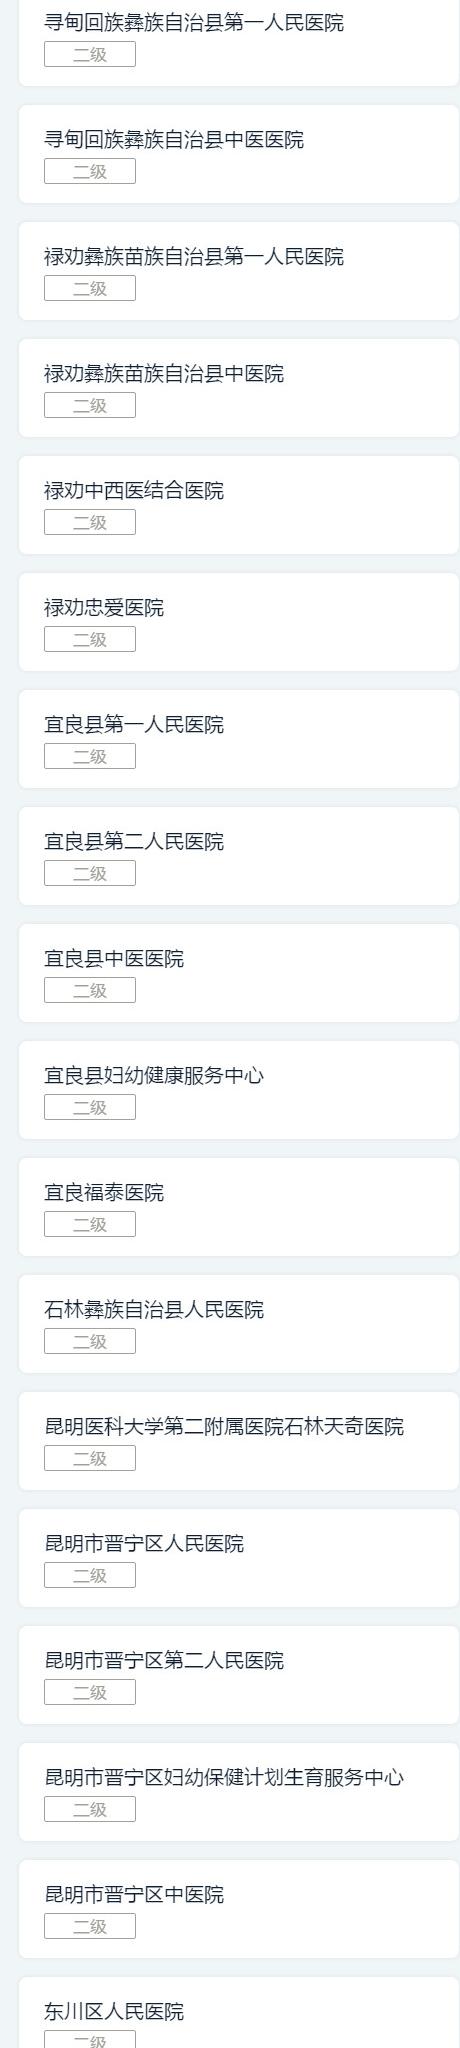 寻甸回族彝族自治县第一人民医院
二级
寻甸回族彝族自治县中医医院
二级
禄劝彝族苗族自治县第一人民医院
二级
禄劝彝族苗族自治县中医院
二级
禄劝中西医结合医院
二级
禄劝忠爱医院
二级
宜良县第一人民医院
二级
宜良县第二人民医院
二级
宜良县中医医院
二级
宜良县妇幼健康服务中心
二级
宜良福泰医院
二级
石林彝族自治县人民医院
二级
昆明医科大学第二附属医院石林天奇医院
二级
昆明市晋宁区人民医院
二级
昆明市晋宁区第二人民医院
二级
昆明市晋宁区妇幼保健计划生育服务中心
二级
昆明市晋宁区中医院
二级
东川区人民医院
二级